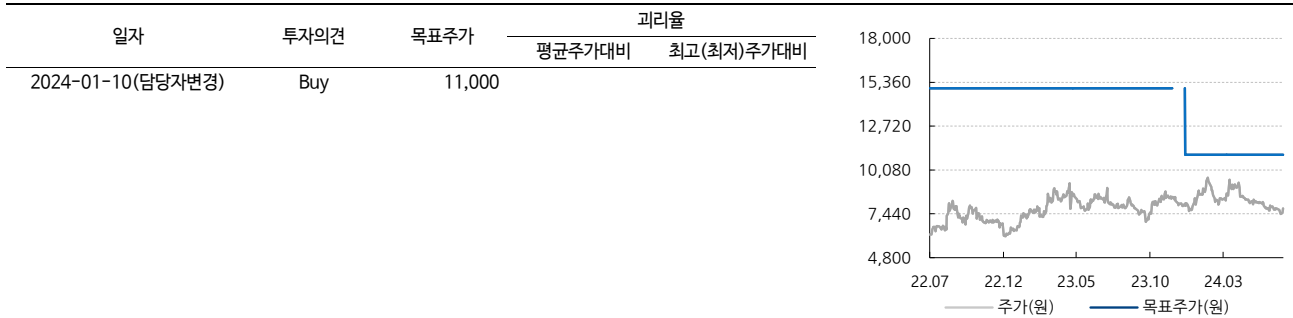 일자 투자의견 목표주가 괴리율
평균주가대비 최고(최저)주가대비
2024-01-10(담당자변경) Buy 11,000
18,000
15,360
12,720
10,080
7,440
4,800
22.07 22.12 23.05 23.10 24.03
주가(원) 목표주가(원)